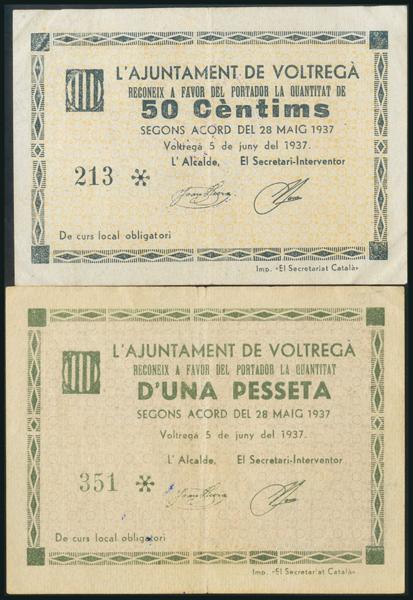 L'AJUNTAMENT DE VOLTREGÀ
RECONEIX A FAVOR DEL PORTADOR LA QUANTITAT DE
50 Cèntims
SEGONS ACORD DEL 28 MAIG 1937
Voltregà 5 de juny del 1937.
L' Alcalde, El Secretari-Interventor
213 *
De curs local obligatori
Imp. «El Secretariat Català»
L'AJUNTAMENT DE VOLTREGÀ
RECONEIX A FAVOR DEL PORTADOR LA QUANTITAT
D'UNA PESSETA
SEGONS ACORD DEL 28 MAIG 1937
Voltregà 5 de juny del 1937.
L' Alcalde, El Secretari-Interventor
351 *
De curs local obligatori
Imp. «El Secretariat Català»